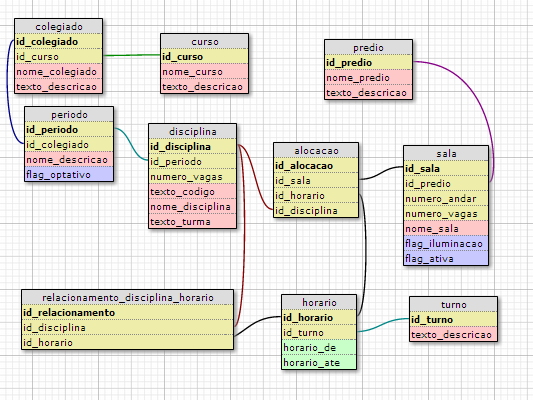 colegiado
id_colegiado
id_curso
nome_colegiado
texto_descricao
curso
id_curso
nome_curso
texto_descricao
predio
id_predio
nome_predio
texto_descricao
periodo
id_periodo
id_colegiado
nome_descricao
flag_optativo
disciplina
id_disciplina
id_periodo
numero_vagas
texto_codigo
nome_disciplina
texto_turma
alocacao
id_alocacao
id_sala
id_horario
id_disciplina
sala
id_sala
id_predio
numero_andar
numero_vagas
nome_sala
flag_iluminacao
flag_ativa
relacionamento_disciplina_horario
id_relacionamento
id_disciplina
id_horario
horario
id_horario
id_turno
horario_de
horario_ate
turno
id_turno
texto_descricao